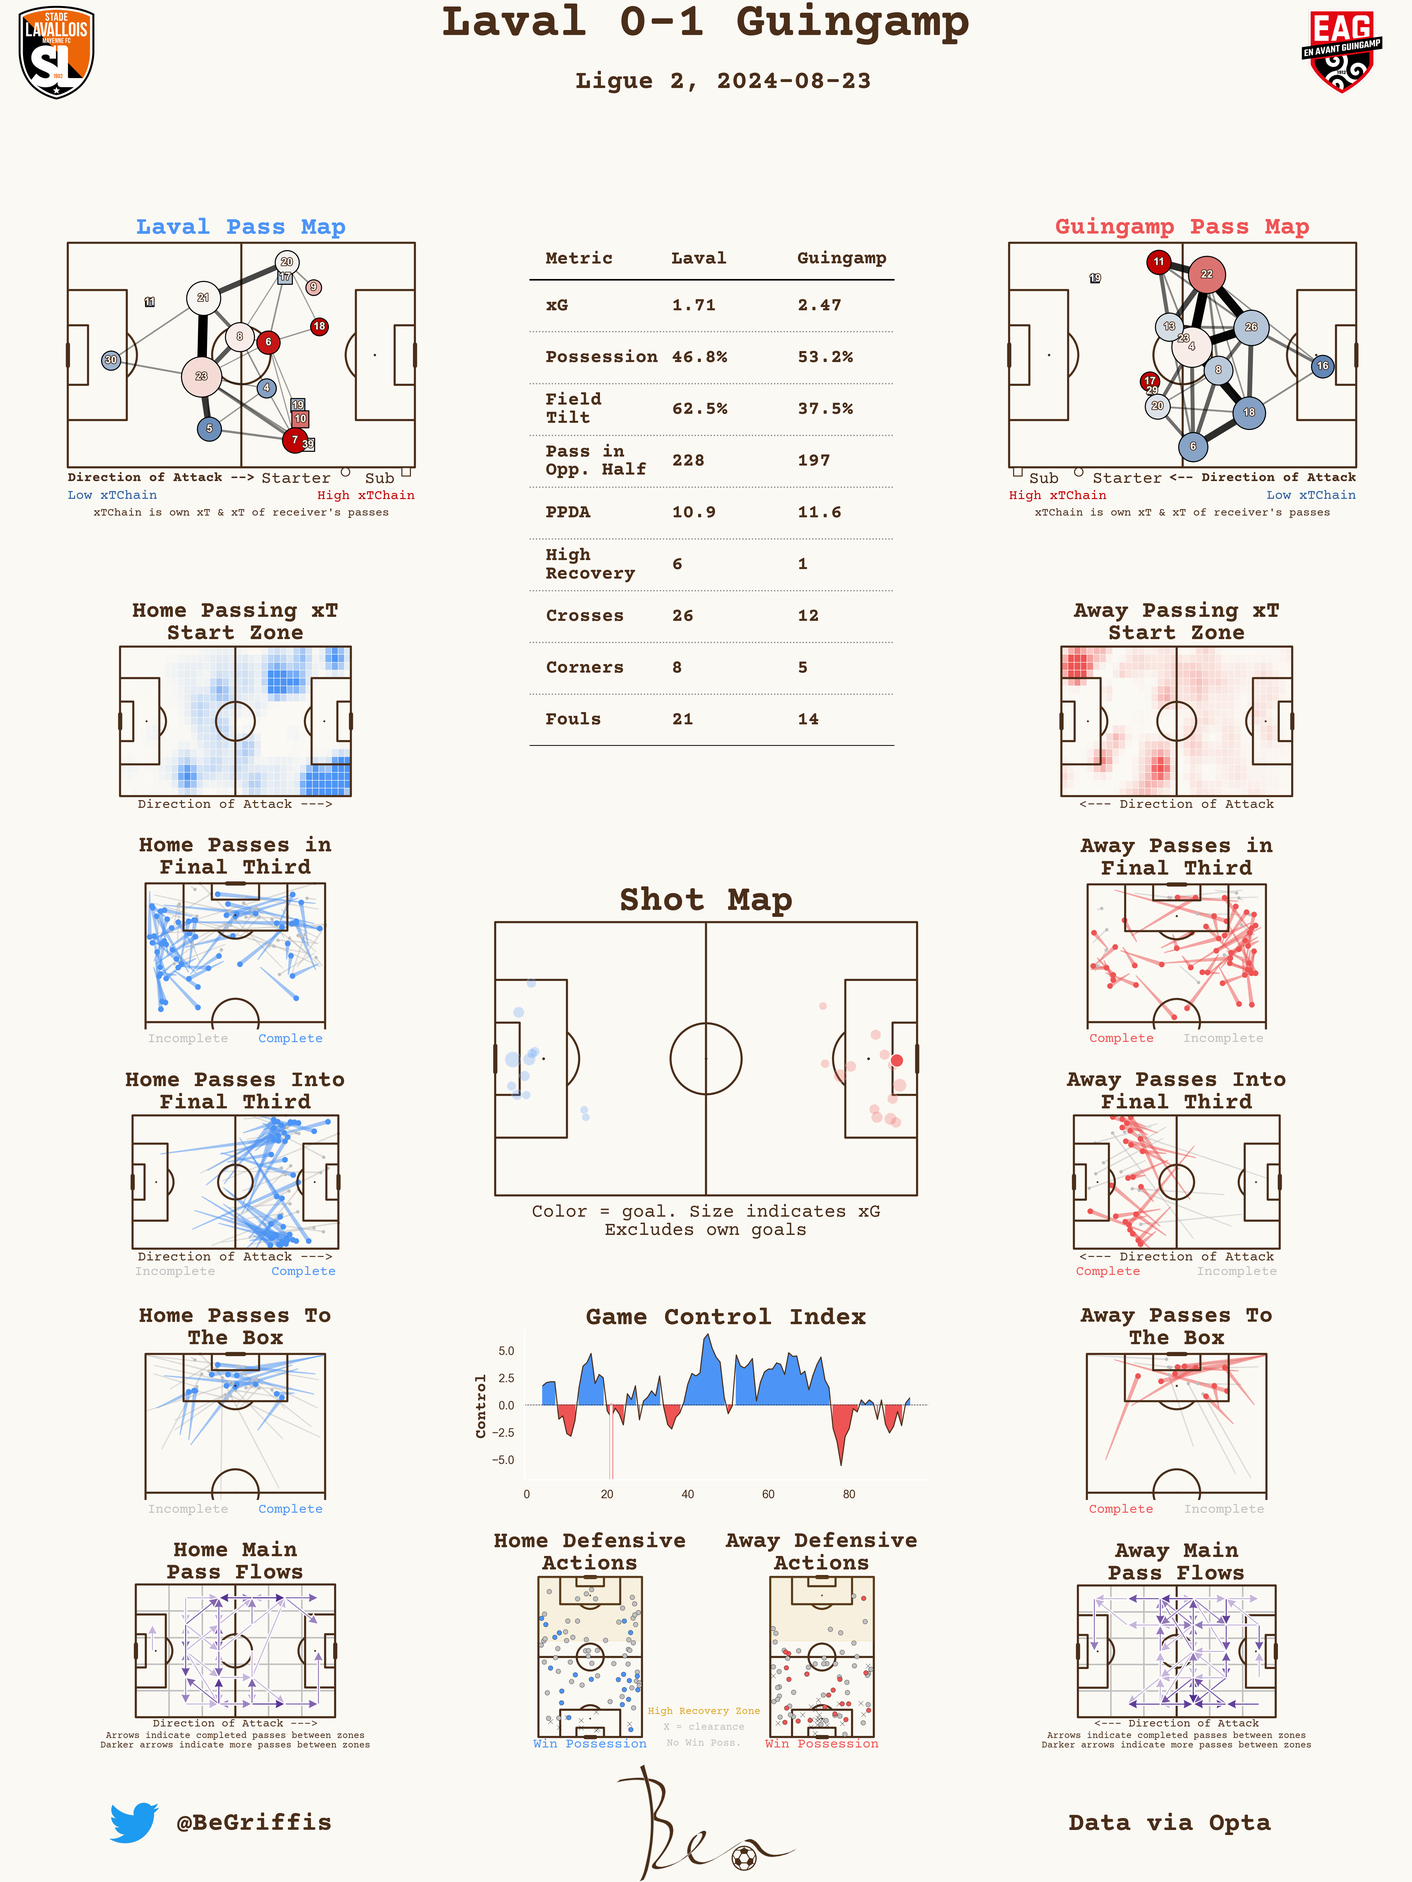 Laval 0-1 Guingamp
Ligue 2, 2024-08-23
STADE
LAVALLOIS
MAYENNE FC
1902
EAG
EN AVANT GUINGAMP
1912
Laval Pass Map
20
17
9
11
21
18
8
6
30
23
4
19
10
5
7
39
Direction of Attack --> Starter Sub
Low xTChain High xTChain
xTChain is own xT & xT of receiver's passes
Metric Laval Guingamp
xG 1.71 2.47
Possession 46.8% 53.2%
Field
Tilt 62.5% 37.5%
Pass in
Opp. Half 228 197
PPDA 10.9 11.6
High
Recovery 6 1
Crosses 26 12
Corners 8 5
Fouls 21 14
Guingamp Pass Map
11
22
19
13
26
23
4
8
16
17
29
20
18
6
Sub Starter <-- Direction of Attack
High xTChain Low xTChain
xTChain is own xT & xT of receiver's passes
Home Passing xT
Start Zone
Direction of Attack --->
Away Passing xT
Start Zone
<--- Direction of Attack
Home Passes in
Final Third
Incomplete Complete
Away Passes in
Final Third
Complete Incomplete
Shot Map
Color = goal. Size indicates xG
Excludes own goals
Home Passes Into
Final Third
Direction of Attack --->
Incomplete Complete
Away Passes Into
Final Third
<--- Direction of Attack
Complete Incomplete
Home Passes To
The Box
Incomplete Complete
Game Control Index
Control
5.0
2.5
0.0
−2.5
−5.0
0 20 40 60 80
Away Passes To
The Box
Complete Incomplete
Home Main
Pass Flows
Direction of Attack --->
Arrows indicate completed passes between zones
Darker arrows indicate more passes between zones
Home Defensive
Actions
Win Possession
High Recovery Zone
X = clearance
No Win Poss.
Away Defensive
Actions
Win Possession
Away Main
Pass Flows
<--- Direction of Attack
Arrows indicate completed passes between zones
Darker arrows indicate more passes between zones
@BeGriffis
Ben
Data via Opta